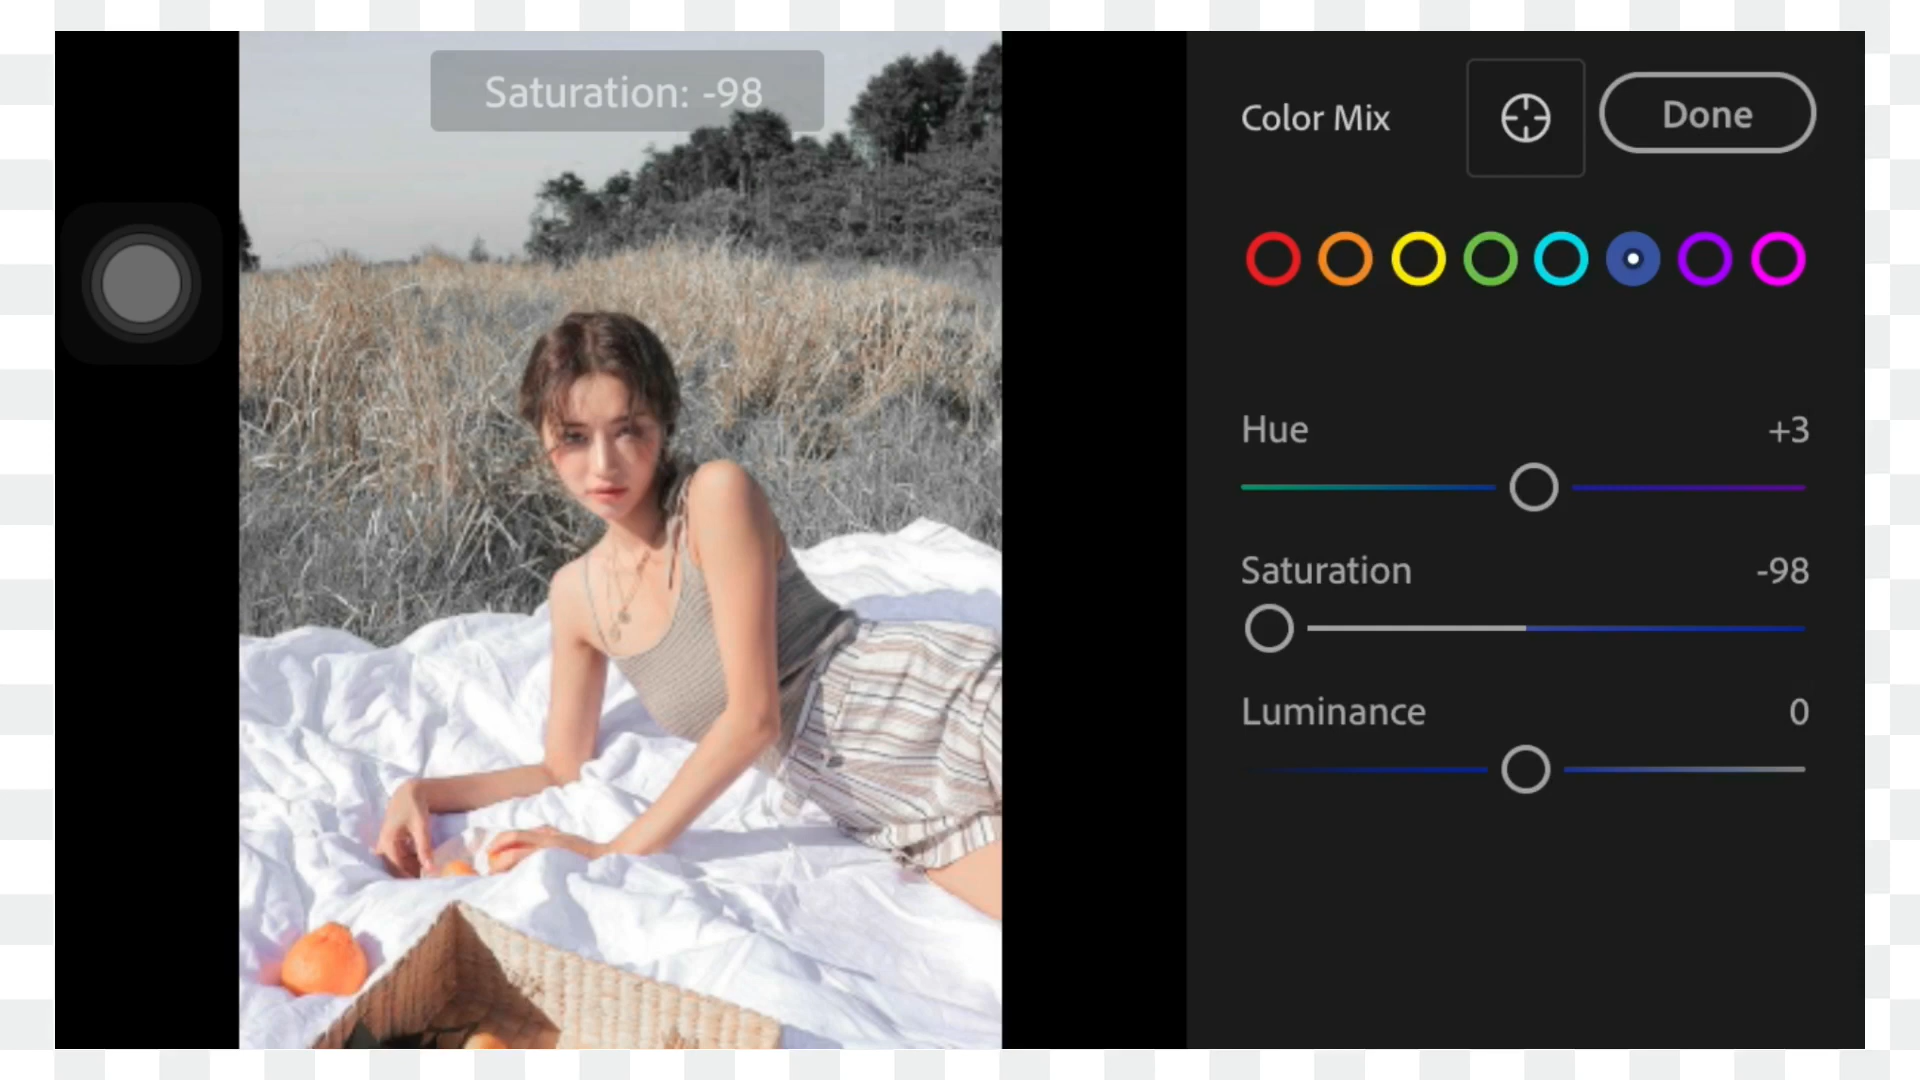 Saturation: -98
Color Mix
Done
Hue +3
Saturation -98
Luminance 0